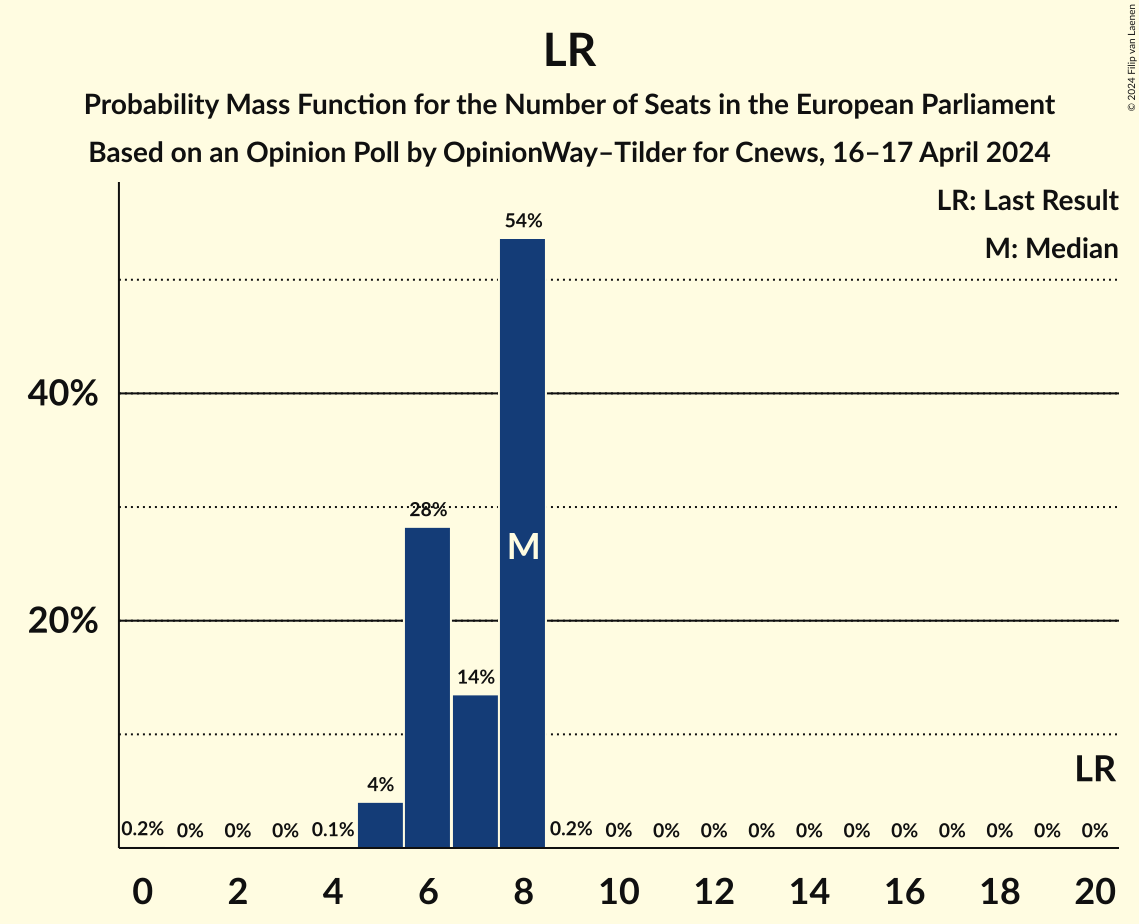 LR
Probability Mass Function for the Number of Seats in the European Parliament
Based on an Opinion Poll by OpinionWay–Tilder for Cnews, 16–17 April 2024
© 2024 Filip van Laenen
LR: Last Result
M: Median
54%
40%
28%
M
20%
14%
LR
4%
0.2% 0% 0% 0% 0.1% 0.2% 0% 0% 0% 0% 0% 0% 0% 0% 0% 0% 0%
0 2 4 6 8 10 12 14 16 18 20